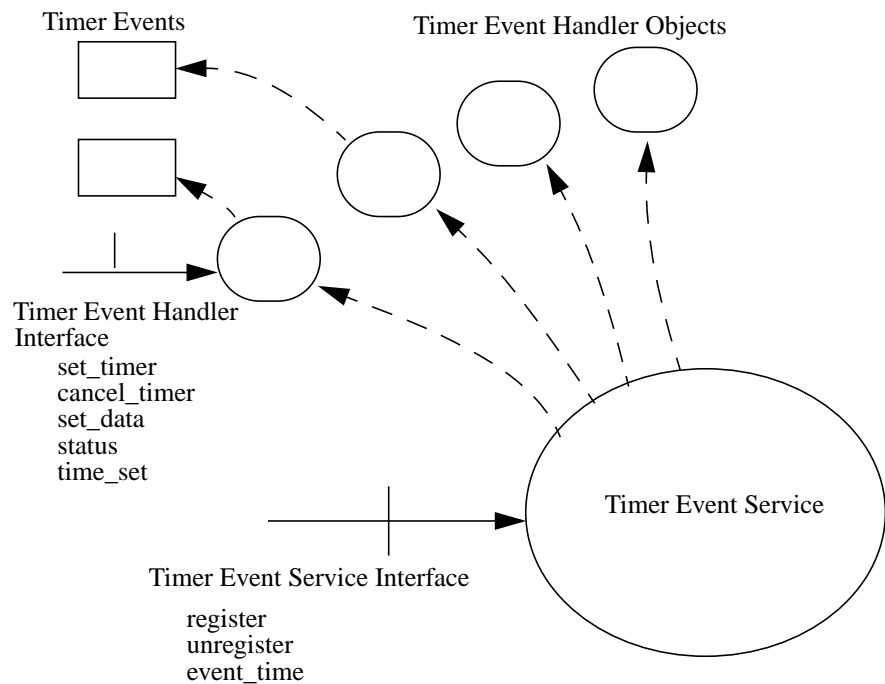 Timer Events
Timer Event Handler Objects
Timer Event Handler
Interface
set_timer
cancel_timer
set_data
status
time_set
Timer Event Service
Timer Event Service Interface
register
unregister
event_time